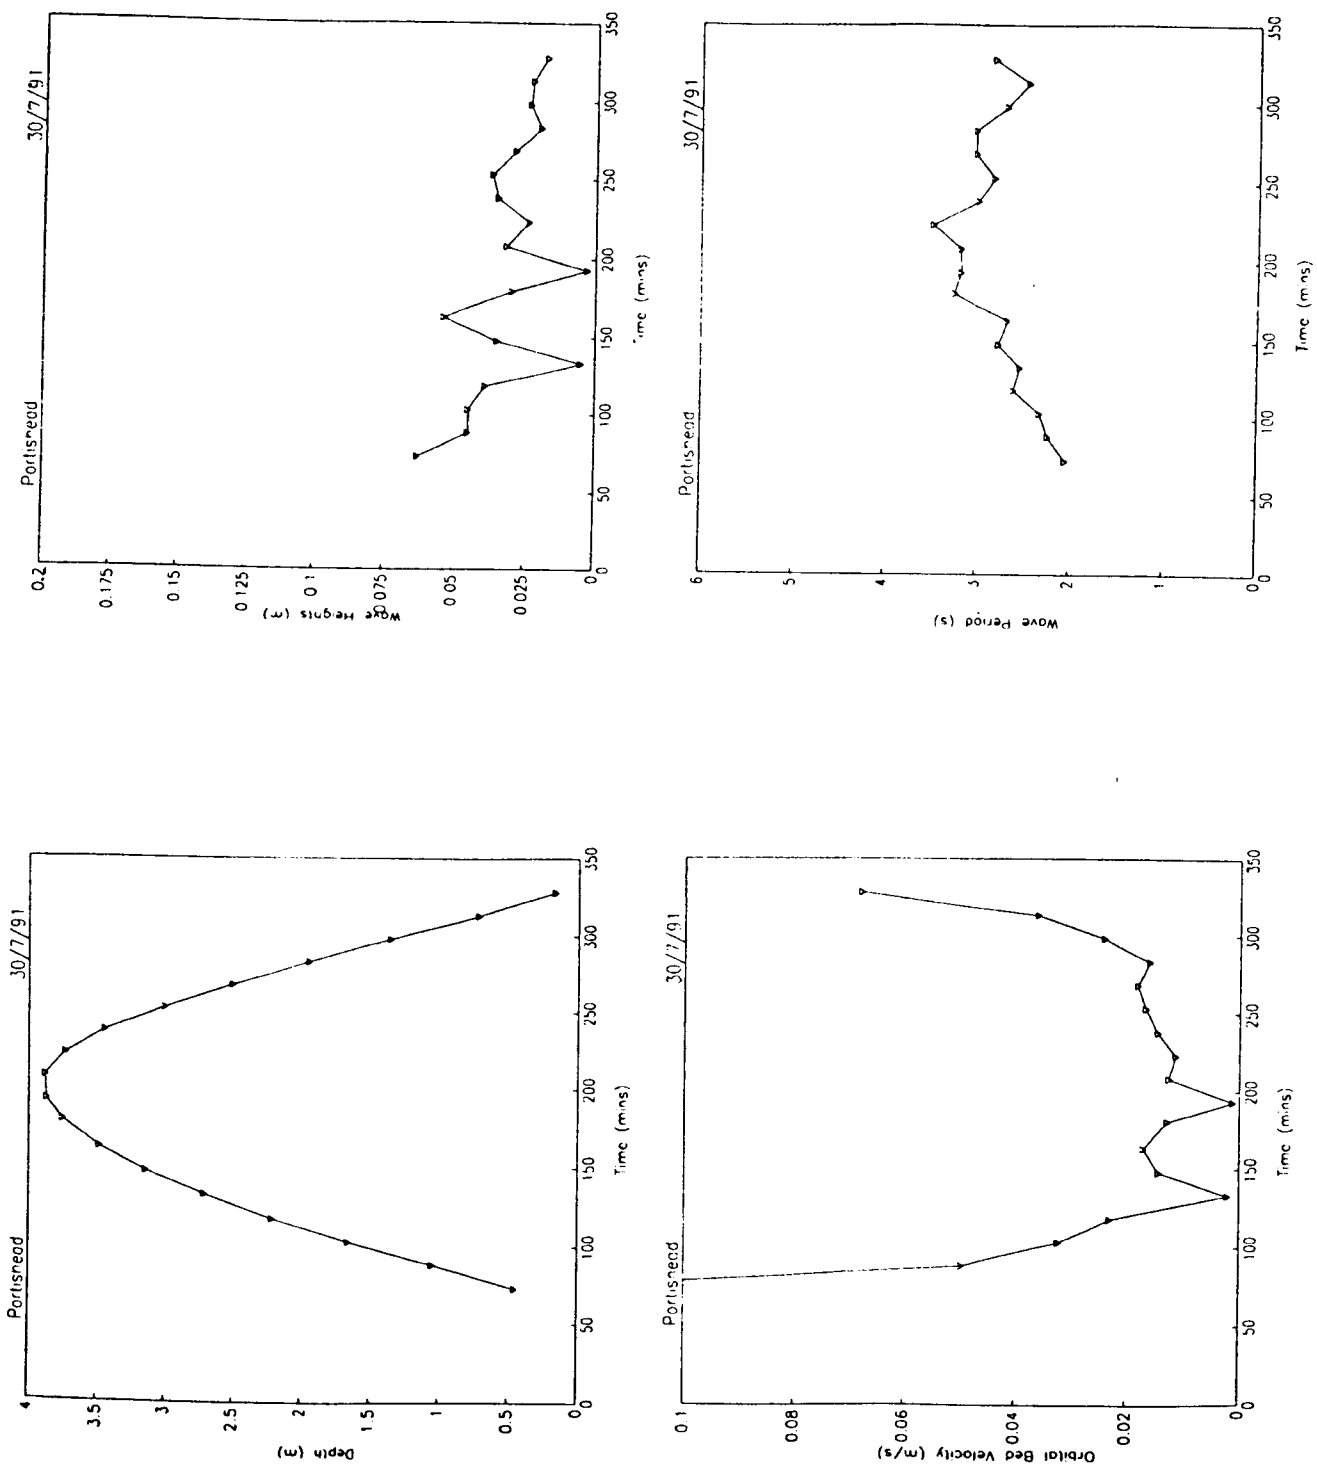 Portishead
30/7/91
4
3.5
3
2.5
2
1.5
1
0.5
0
Depth (m)
0 50 100 150 200 250 300 350
Time (mins)
Portishead
30/7/91
0.2
0.175
0.15
0.125
0.1
0.075
0.05
0.025
0
Wave Heights (m)
0 50 100 150 200 250 300 350
Time (mins)
Portishead
30/7/91
0.1
0.08
0.06
0.04
0.02
0
Orbital Bed Velocity (m/s)
0 50 100 150 200 250 300 350
Time (mins)
Portishead
30/7/91
6
5
4
3
2
1
0
Wave Period (s)
0 50 100 150 200 250 300 350
Time (mins)